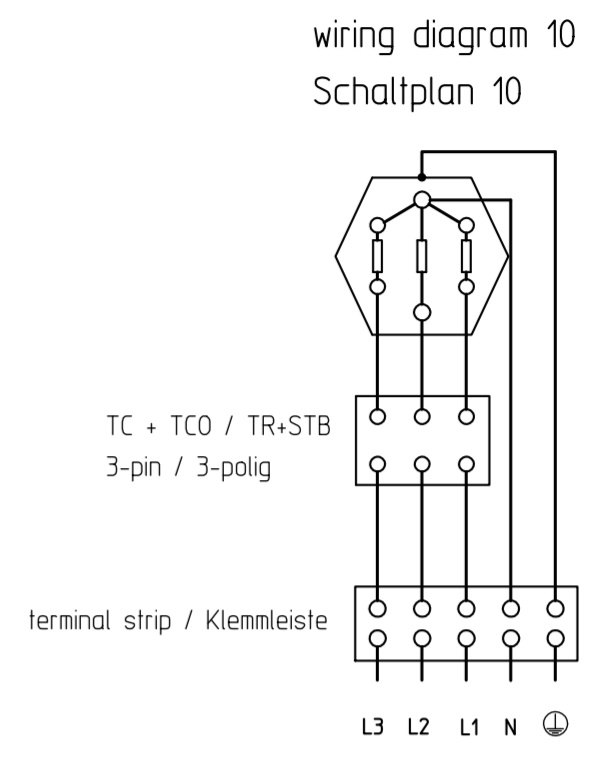 wiring diagram 10
Schaltplan 10
TC + TCO / TR+STB
3-pin / 3-polig
terminal strip / Klemmleiste
L3 L2 L1 N